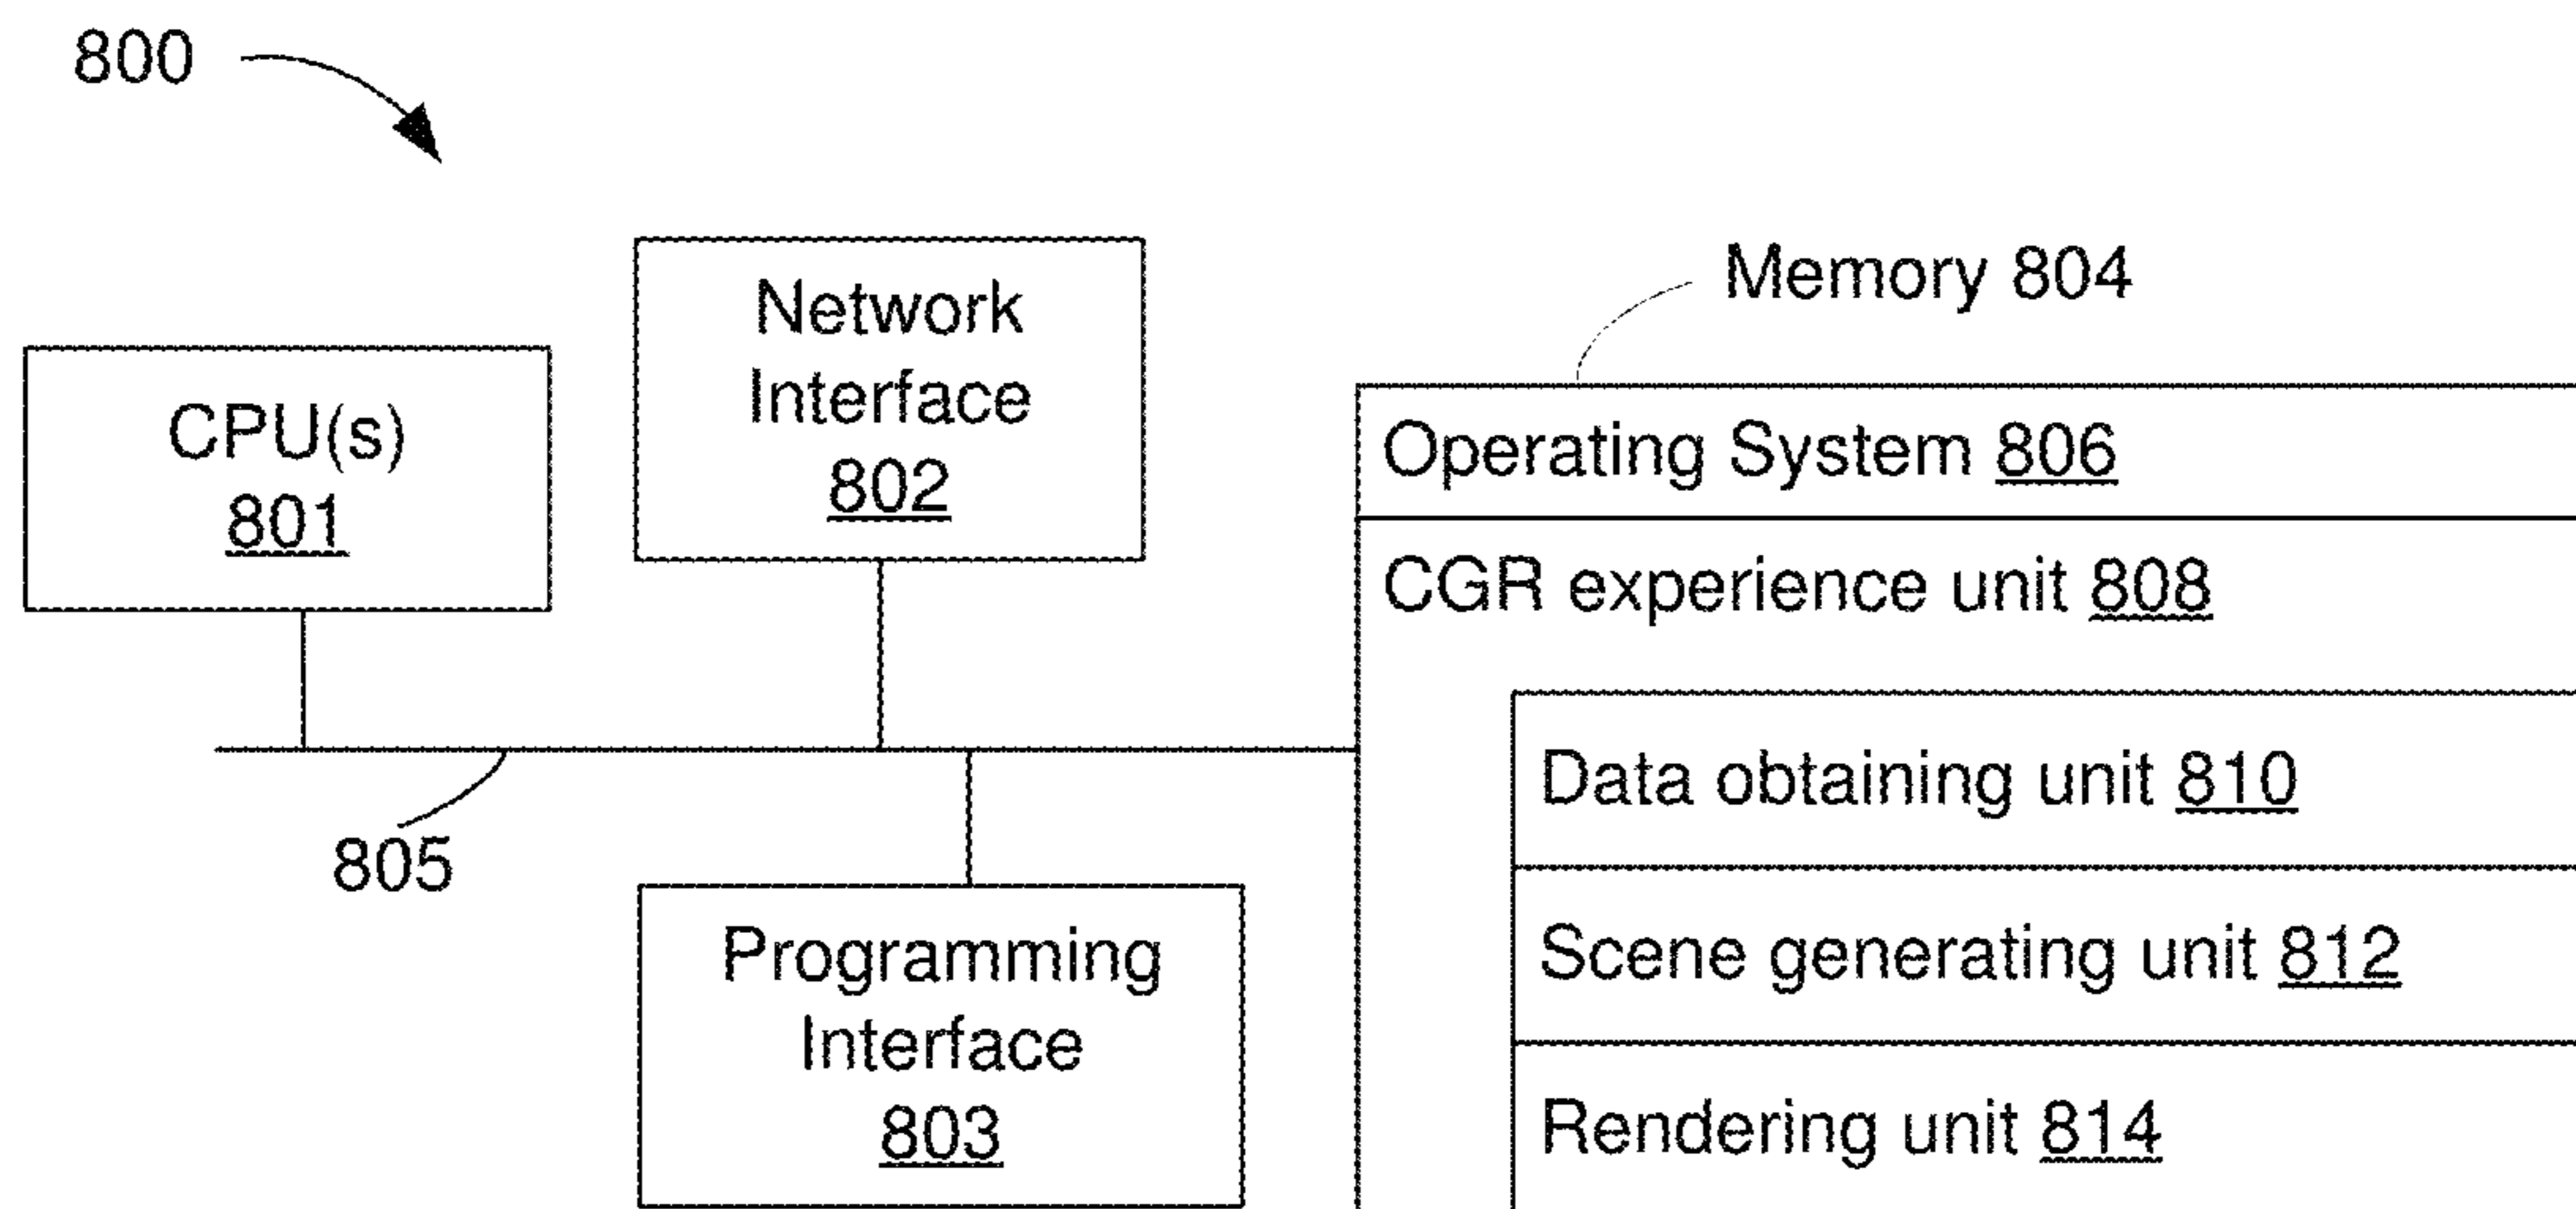 800
CPU(s)
801
Network
Interface
802
805
Programming
Interface
803
Memory 804
Operating System 806
CGR experience unit 808
Data obtaining unit 810
Scene generating unit 812
Rendering unit 814